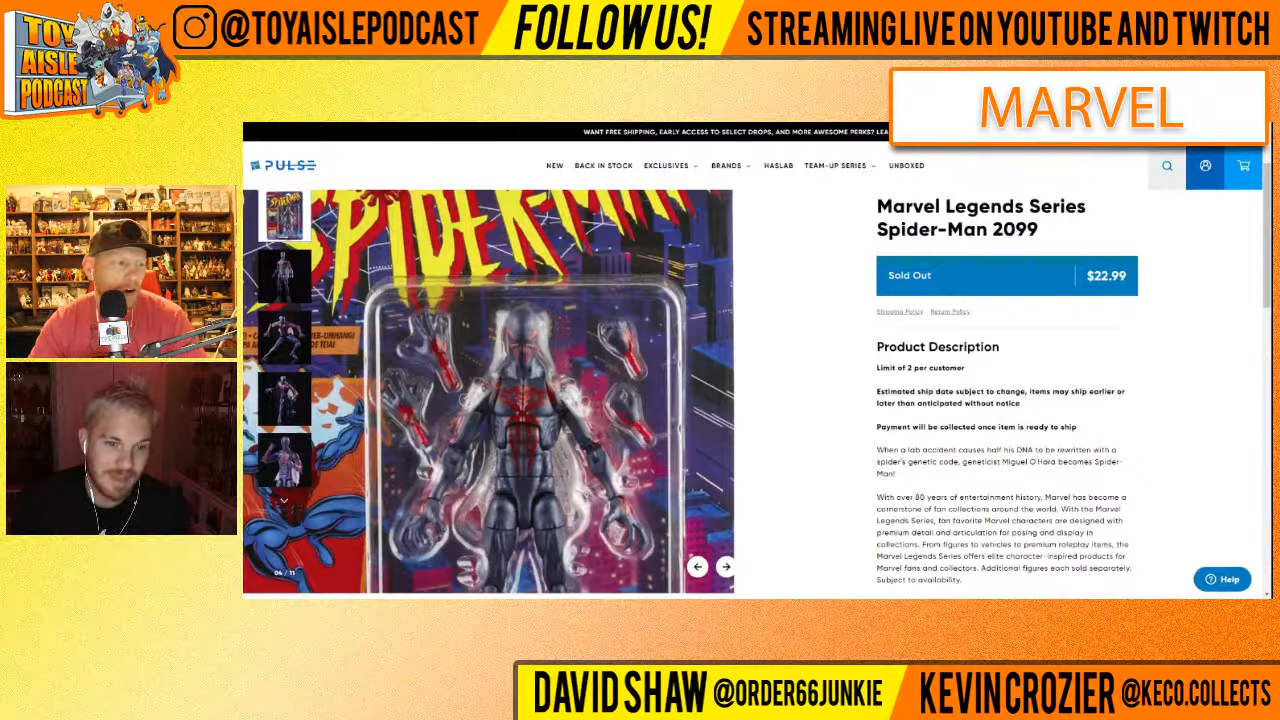 TOY
AISLE
PODCAST
@TOYAISLEPODCAST
FOLLOW US!
STREAMING LIVE ON YOUTUBE AND TWITCH
MARVEL
WANT FREE SHIPPING, EARLY ACCESS TO SELECT DROPS, AND MORE AWESOME PERKS?
PULSE
NEW BACK IN STOCK EXCLUSIVES BRANDS HASLAB TEAM-UP SERIES UNBOXED
SPIDER-MAN
Marvel Legends Series
Spider-Man 2099
Sold Out $22.99
Shipping Policy Return Policy
Product Description
Limit of 2 per customer
Estimated ship date subject to change, items may ship earlier or
later than anticipated without notice
Payment will be collected once item is ready to ship
When a lab accident causes half his DNA to be rewritten with a
spider's genetic code, geneticist Miguel O'Hara becomes Spider-
Man!
With over 80 years of entertainment history, Marvel has become a
cornerstone of fan collections around the world. With the Marvel
Legends Series, fan favorite Marvel characters are designed with
premium detail and articulation for posing and display in
collections. From figures to vehicles to premium roleplay items, the
Marvel Legends Series offers elite character-inspired products for
Marvel fans and collectors. Additional figures each sold separately.
Subject to availability.
04 / 11
Help
DAVID SHAW @ORDER66JUNKIE
KEVIN CROZIER @KECO.COLLECTS